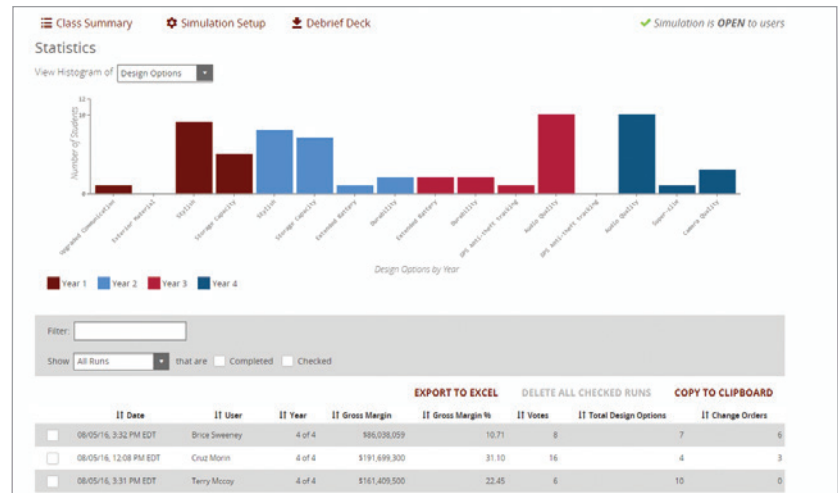 Class Summary Simulation Setup Debrief Deck Simulation is OPEN to users
Statistics
View Histogram of Design Options
Number of Students
12
10
0
Upgraded Communication
Exterior Material
Stylish
Storage Capacity
Stylish
Storage Capacity
Extended Battery
Durability
Extended Battery
Durability
GPS Anti-theft Tracking
Audio Quality
GPS Anti-theft Tracking
Audio Quality
Super-slim
Camera Quality
Design Options by Year
Year 1 Year 2 Year 3 Year 4
Filter:
Show All Runs that are Completed Checked
EXPORT TO EXCEL DELETE ALL CHECKED RUNS COPY TO CLIPBOARD
Date User Year Gross Margin Gross Margin % Votes Total Design Options Change Orders
08/05/16, 3:32 PM EDT Brice Sweeney 4 of 4 $86,038,059 10.71 8 7 6
08/05/16, 12:08 PM EDT Cruz Morin 4 of 4 $191,699,300 31.10 16 4 3
08/05/16, 3:31 PM EDT Terry Mccoy 4 of 4 $161,409,500 22.45 6 10 0